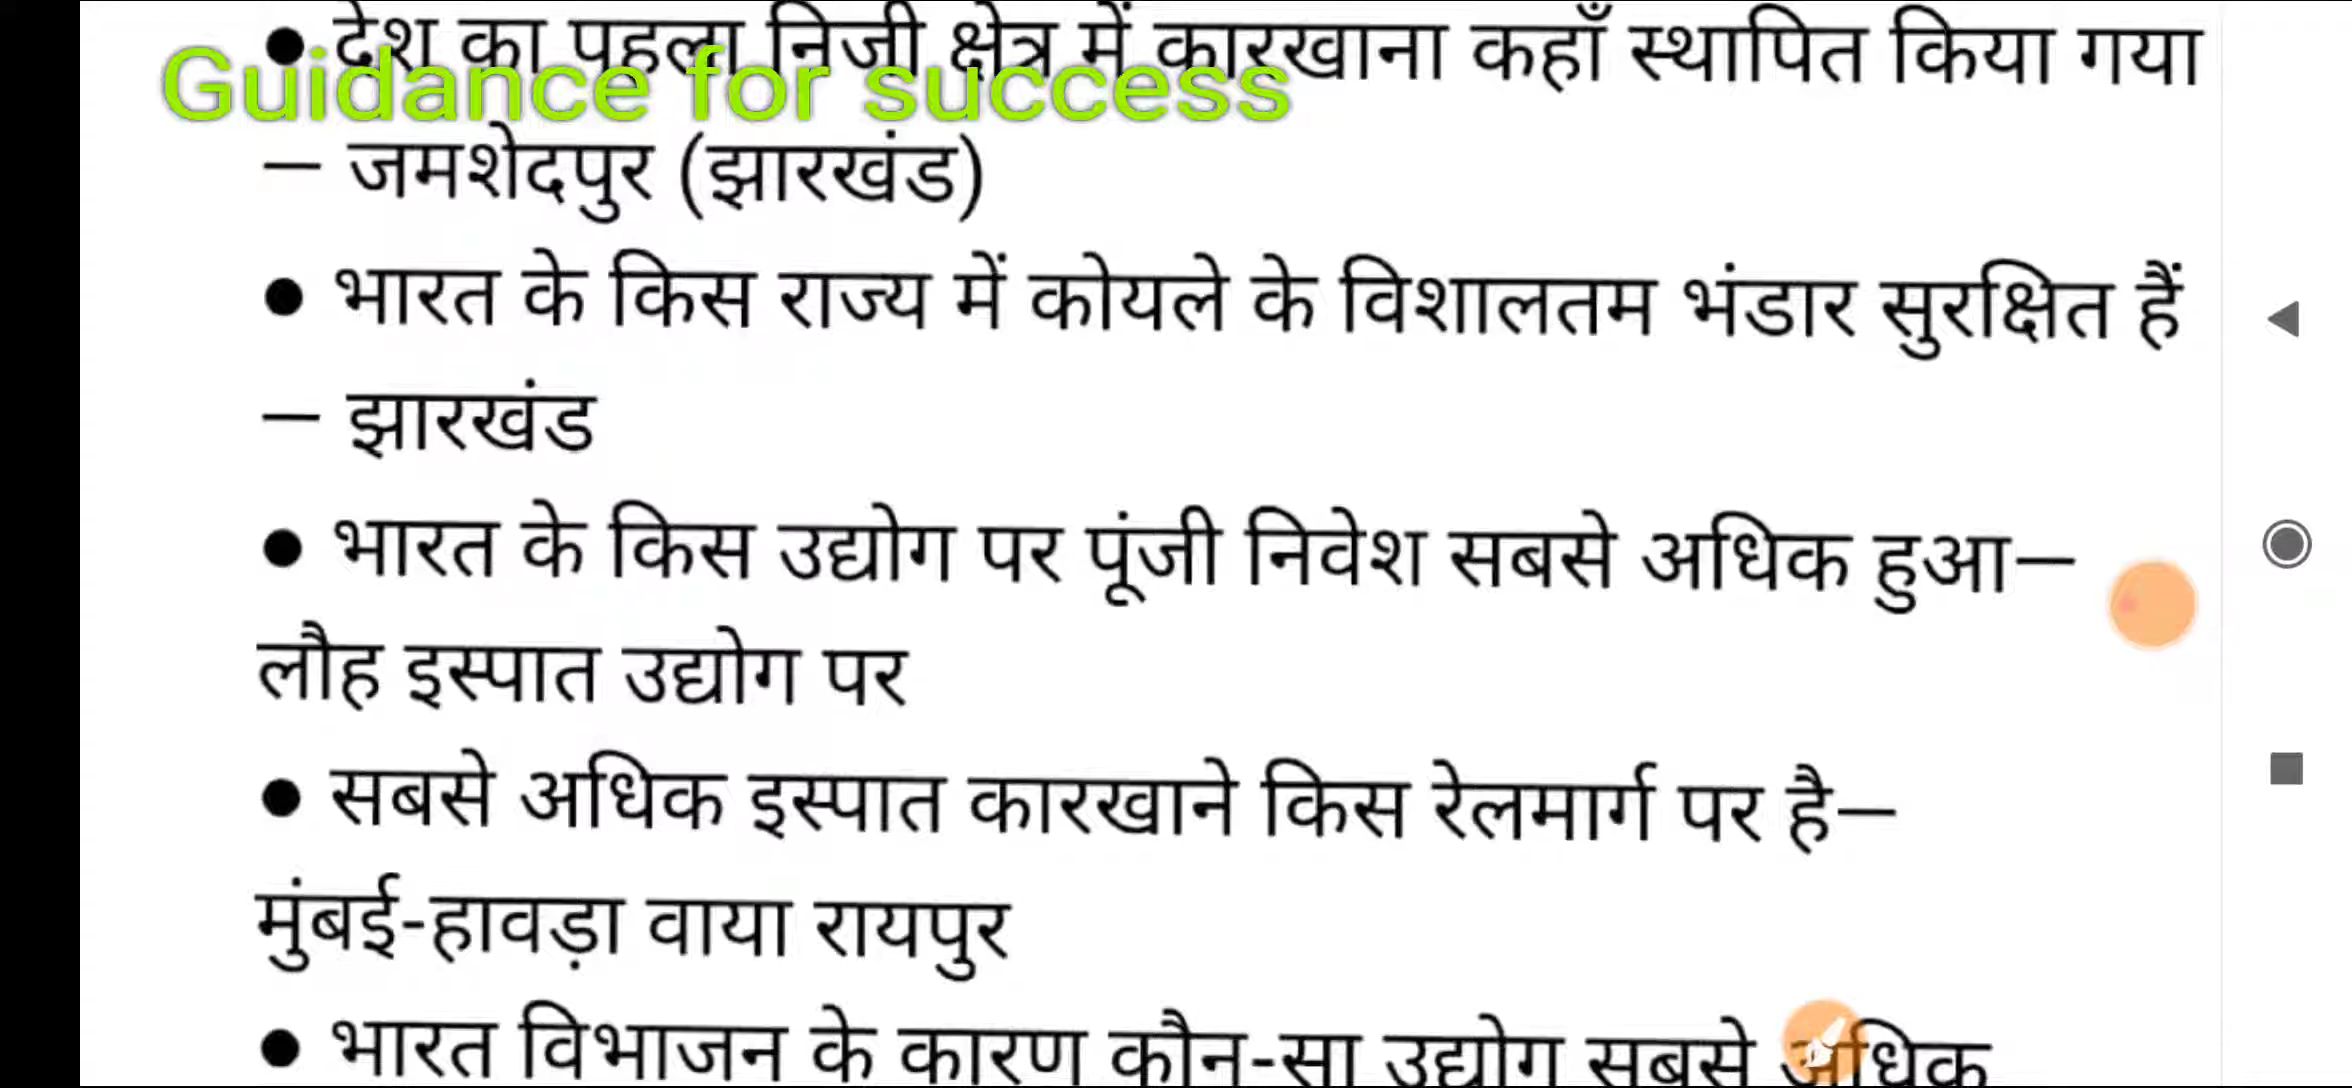 ● देश का पहला निजी क्षेत्र में कारखाना कहाँ स्थापित किया गया
Guidance for success
– जमशेदपुर (झारखंड)
● भारत के किस राज्य में कोयले के विशालतम भंडार सुरक्षित हैं
– झारखंड
● भारत के किस उद्योग पर पूंजी निवेश सबसे अधिक हुआ–
लौह इस्पात उद्योग पर
● सबसे अधिक इस्पात कारखाने किस रेलमार्ग पर है–
मुंबई-हावड़ा वाया रायपुर
● भारत विभाजन के कारण कौन-सा उद्योग सबसे अधिक